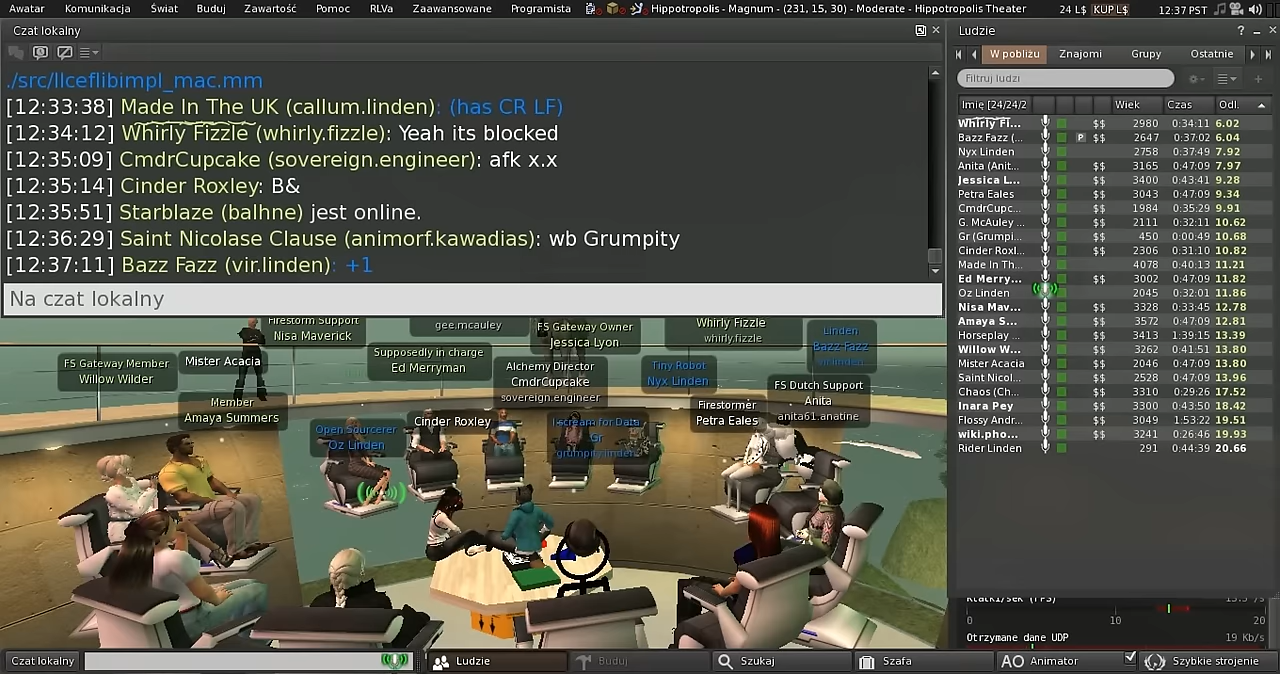 Awatar Komunikacja Świat Buduj Zawartość Pomoc RLVa Zaawansowane Programista Hippotropolis - Magnum - (231, 15, 30) - Moderate - Hippotropolis Theater 24 L$ KUP L$ 12:37 PST
Czat lokalny
./src/llceflibimpl_mac.mm
[12:33:38] Made In The UK (callum.linden): (has CR LF)
[12:34:12] Whirly Fizzle (whirly.fizzle): Yeah its blocked
[12:35:09] CmdrCupcake (sovereign.engineer): afk x.x
[12:35:14] Cinder Roxley: B&
[12:35:51] Starblaze (balhne) jest online.
[12:36:29] Saint Nicolase Clause (animorf.kawadias): wb Grumpity
[12:37:11] Bazz Fazz (vir.linden): +1
Na czat lokalny
Firestorm Support
Nisa Maverick
gee.mcauley
FS Gateway Owner
Jessica Lyon
Whirly Fizzle
whirly.fizzle
Linden
Bazz Fazz
FS Gateway Member
Willow Wilder
Mister Acacia
Supposedly in charge
Ed Merryman
Alchemy Director
CmdrCupcake
sovereign.engineer
Tiny Robot
Nyx Linden
FS Dutch Support
Anita
anita61.anatine
Member
Amaya Summers
Open Sourcerer
Oz Linden
Cinder Roxley
I scream for Data
Gr
grumpity.linden
Firestormer
Petra Eales
Ludzie
W pobliżu Znajomi Grupy Ostatnie
Filtruj ludzi
Imię [24/24/2 Wiek Czas Odl.
Whirly Fi... $$ 2980 0:34:11 6.02
Bazz Fazz (... P $$ 2647 0:37:02 6.04
Nyx Linden 2758 0:37:49 7.92
Anita (Anit... $$ 3165 0:47:09 7.97
Jessica L... $$ 3400 0:43:41 9.28
Petra Eales $$ 3043 0:47:09 9.34
CmdrCupc... $$ 1984 0:35:29 9.91
G. McAuley ... $$ 2111 0:32:11 10.62
Gr (Grumpi... $$ 450 0:00:49 10.68
Cinder Roxl... $$ 2306 0:31:10 10.82
Made In Th... 4078 0:40:13 11.21
Ed Merry... $$ 3002 0:47:09 11.82
Oz Linden 2045 0:32:01 11.86
Nisa Mav... $$ 3328 0:33:45 12.78
Amaya S... $$ 3572 0:47:09 12.81
Horseplay ... $$ 3413 1:39:15 13.39
Willow W... $$ 3262 0:41:51 13.80
Mister Acacia $$ 2046 0:47:09 13.80
Saint Nicol... $$ 2528 0:47:09 13.96
Chaos (Ch... $$ 3310 0:29:26 17.52
Inara Pey $$ 3300 0:43:50 18.42
Flossy Andr... $$ 3049 1:53:22 19.51
wiki.pho... $$ 3241 0:26:46 19.93
Rider Linden 291 0:44:39 20.66
Klatki/sek (FPS)
0 10 20
Otrzymane dane UDP 19 Kb/s
Czat lokalny Ludzie Buduj Szukaj Szafa AO Animator Szybkie strojenie